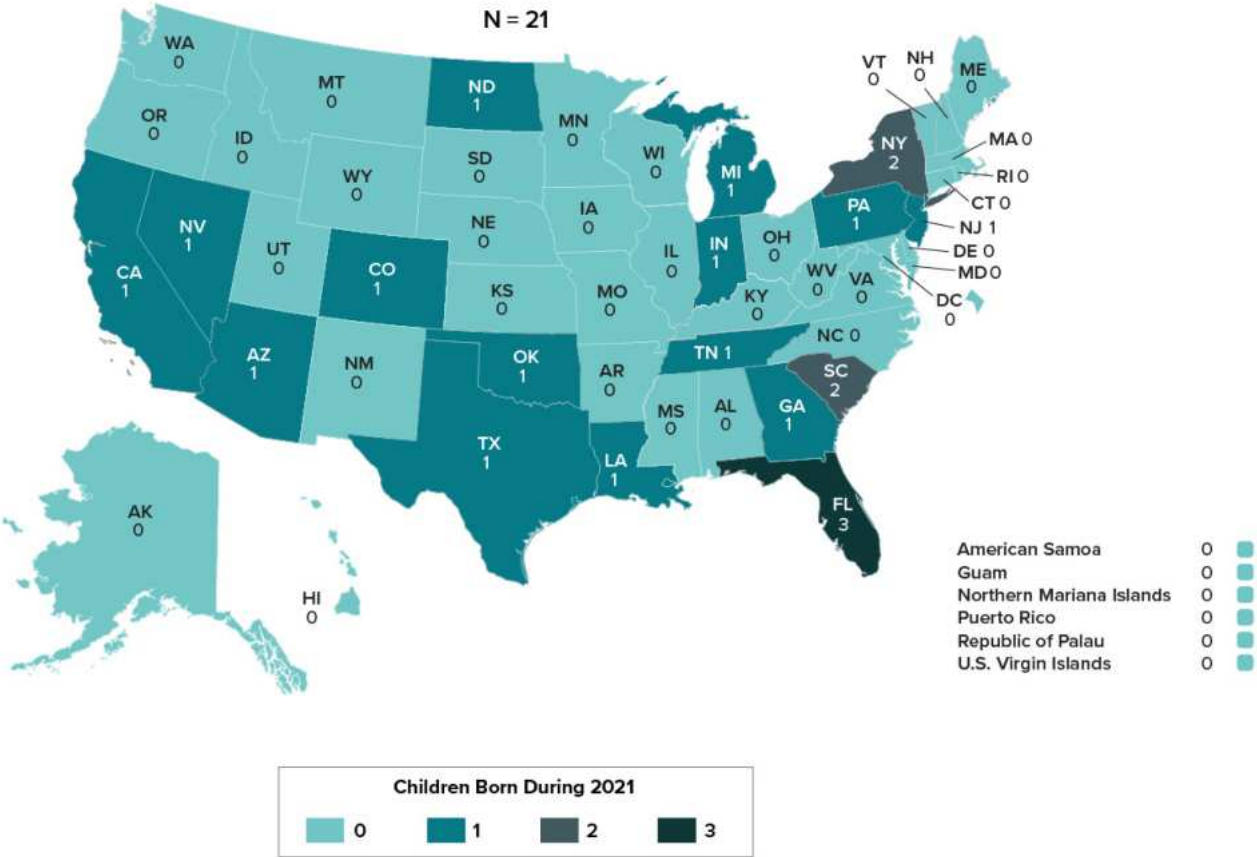 N = 21
WA
0
MT
0
ND
1
VT
0
NH
0
ME
0
OR
0
ID
0
MN
0
WI
0
NY
2
MA 0
SD
0
WY
0
MI
1
RI 0
CT 0
NV
1
NE
0
IA
0
PA
1
NJ 1
UT
0
CO
1
IL
0
IN
1
OH
0
DE 0
MD 0
CA
1
KS
0
MO
0
KY
0
WV
0
VA
0
DC
0
AZ
1
NM
0
OK
1
AR
0
TN 1
NC 0
SC
2
MS
0
AL
0
GA
1
TX
1
LA
1
FL
3
AK
0
HI
0
American Samoa 0
Guam 0
Northern Mariana Islands 0
Puerto Rico 0
Republic of Palau 0
U.S. Virgin Islands 0
Children Born During 2021
0 1 2 3